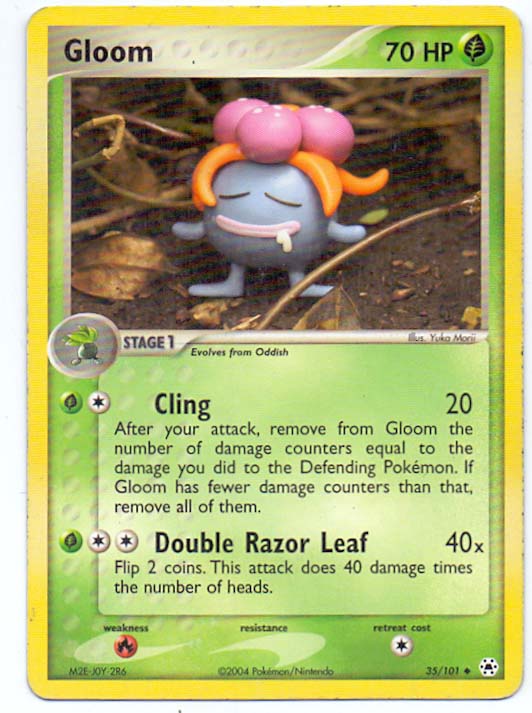 Gloom 70 HP
Illus. Yuka Morii
STAGE 1
Evolves from Oddish
Cling 20
After your attack, remove from Gloom the
number of damage counters equal to the
damage you did to the Defending Pokémon. If
Gloom has fewer damage counters than that,
remove all of them.
Double Razor Leaf 40x
Flip 2 coins. This attack does 40 damage times
the number of heads.
weakness resistance retreat cost
M2E-J0Y-2R6 ©2004 Pokémon/Nintendo 35/101